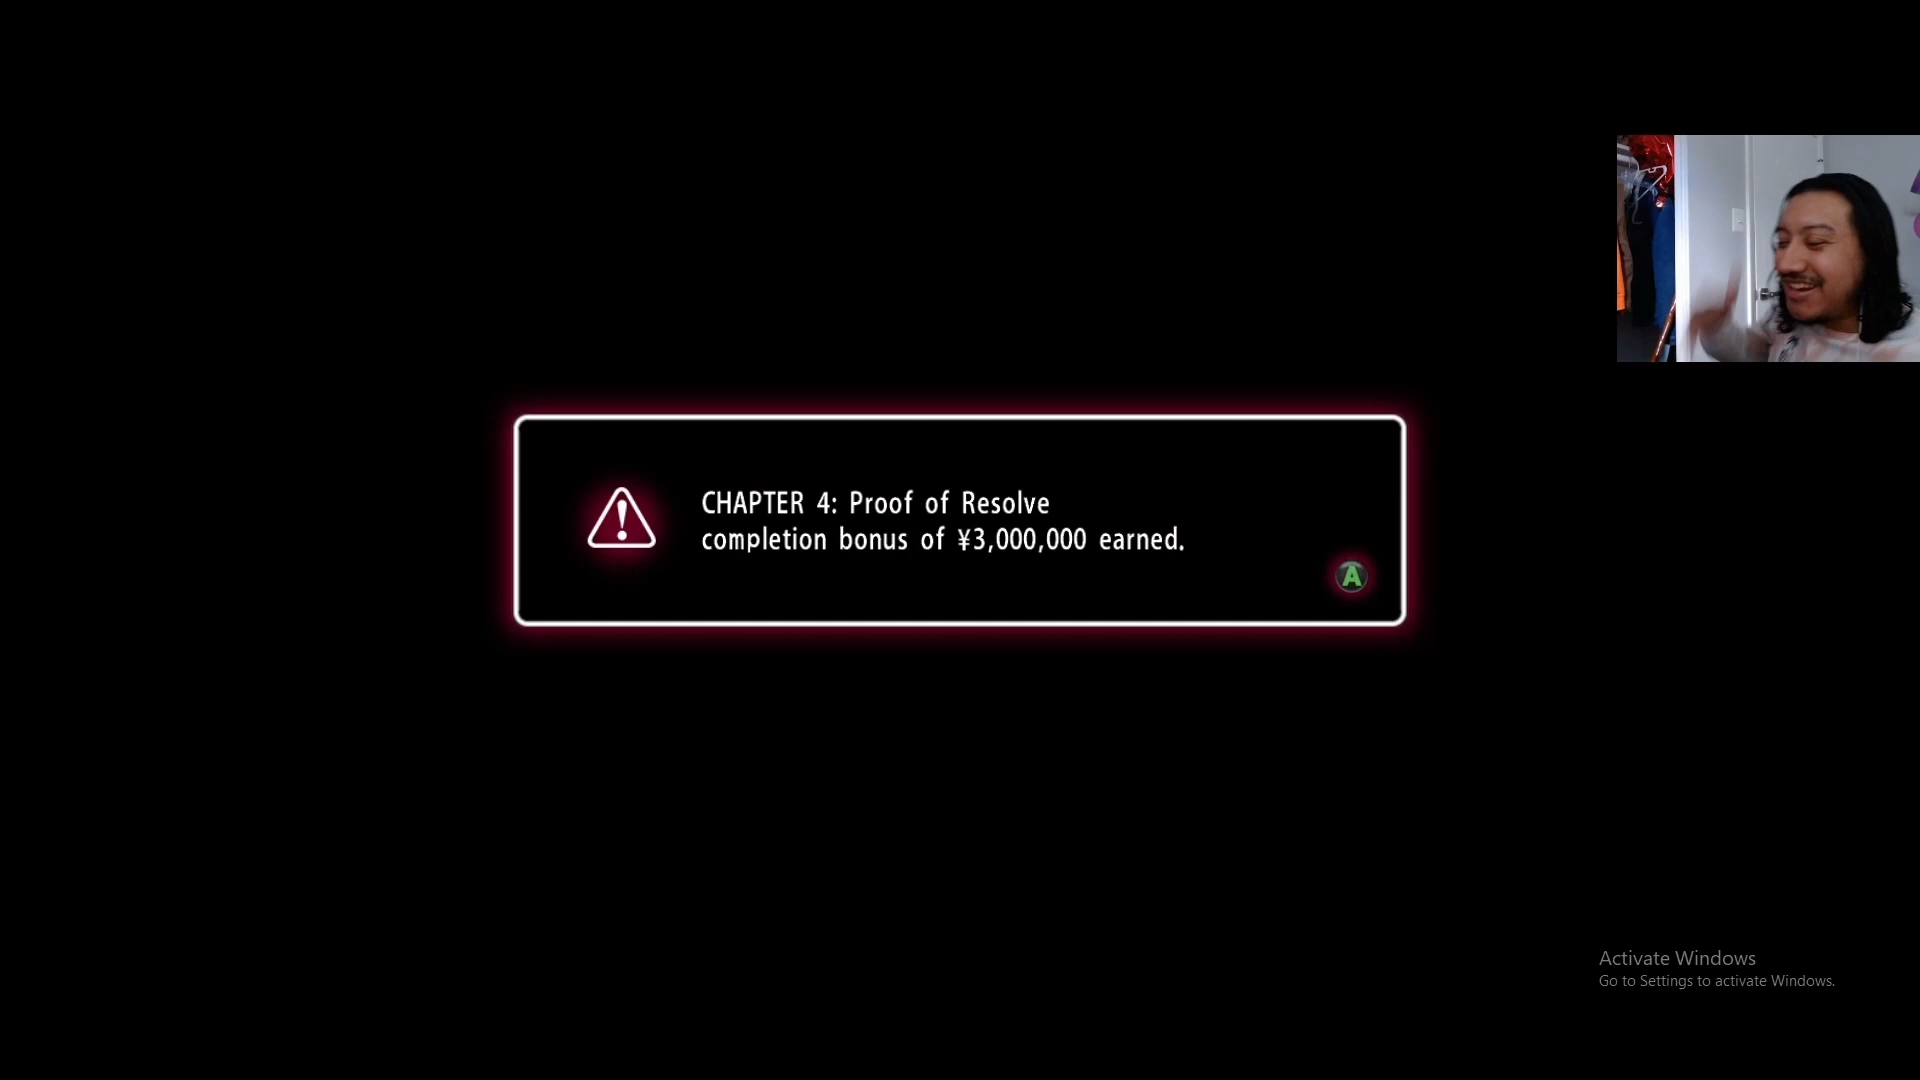 CHAPTER 4: Proof of Resolve
completion bonus of ¥3,000,000 earned.
A
Activate Windows
Go to Settings to activate Windows.